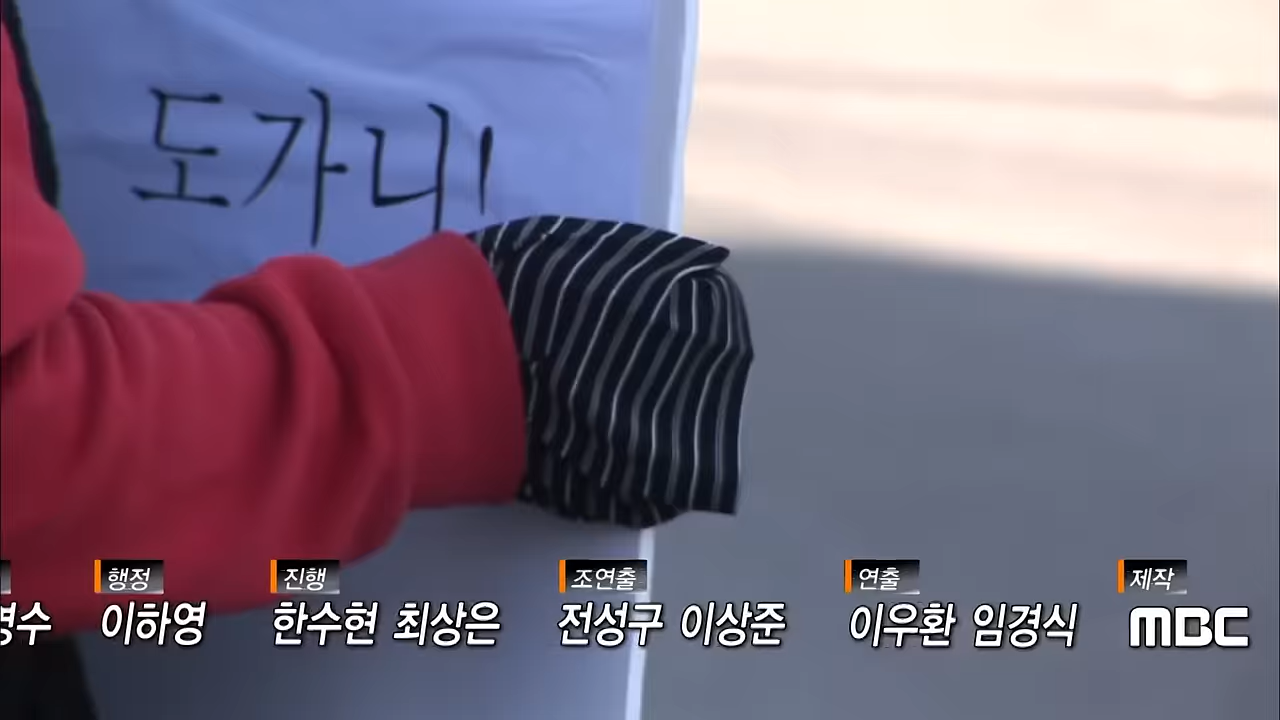 도가니!
행정
이하영
진행
한수현 최상은
조연출
전성구 이상준
연출
이우환 임경식
제작
MBC